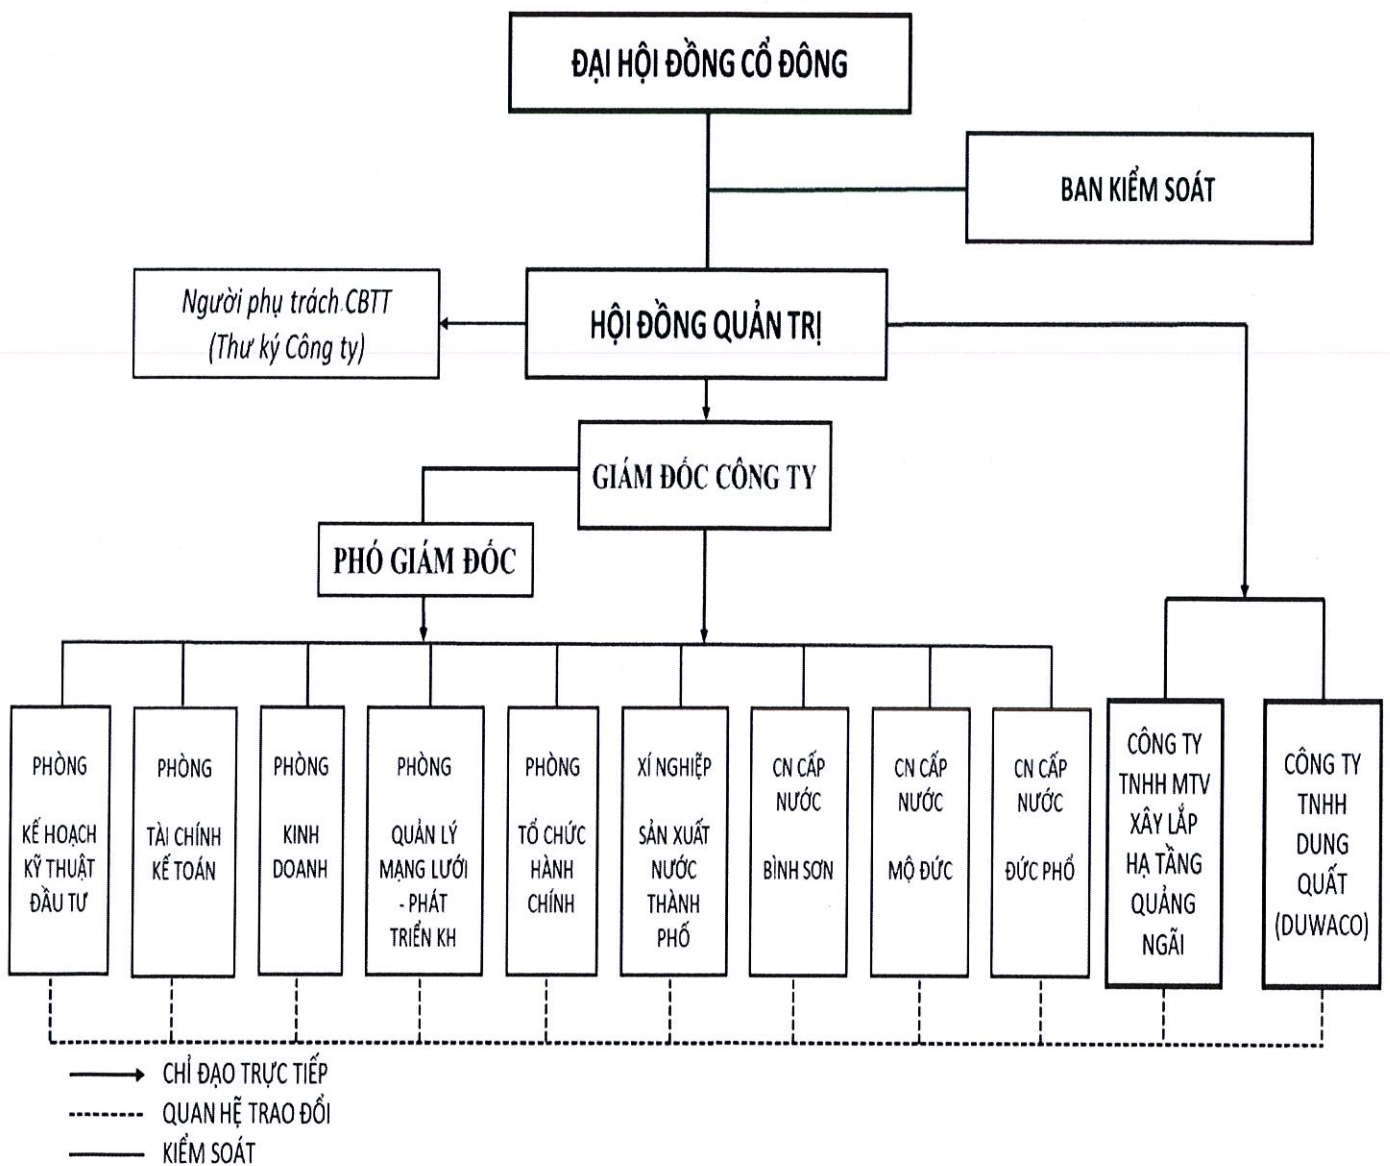 ĐẠI HỘI ĐỒNG CỔ ĐÔNG
BAN KIỂM SOÁT
Người phụ trách CBTT
(Thư ký Công ty)
HỘI ĐỒNG QUẢN TRỊ
GIÁM ĐỐC CÔNG TY
PHÓ GIÁM ĐỐC
PHÒNG
KẾ HOẠCH
KỸ THUẬT
ĐẦU TƯ
PHÒNG
TÀI CHÍNH
KẾ TOÁN
PHÒNG
KINH
DOANH
PHÒNG
QUẢN LÝ
MẠNG LƯỚI
- PHÁT
TRIỂN KH
PHÒNG
TỔ CHỨC
HÀNH
CHÍNH
XÍ NGHIỆP
SẢN XUẤT
NƯỚC
THÀNH
PHỐ
CN CẤP
NƯỚC
BÌNH SƠN
CN CẤP
NƯỚC
MỘ ĐỨC
CN CẤP
NƯỚC
ĐỨC PHỔ
CÔNG TY
TNHH MTV
XÂY LẮP
HẠ TẦNG
QUẢNG
NGÃI
CÔNG TY
TNHH
DUNG
QUẤT
(DUWACO)
CHỈ ĐẠO TRỰC TIẾP
QUAN HỆ TRAO ĐỔI
KIỂM SOÁT